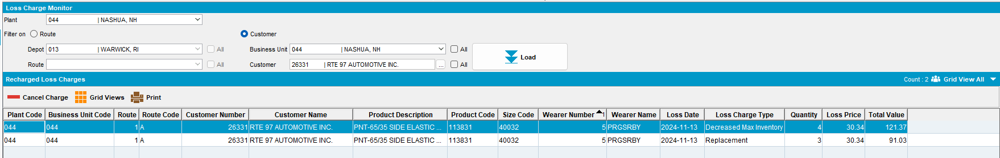 Loss Charge Monitor
Plant 044 | NASHUA, NH
Filter on Route Customer
Depot 013 | WARWICK, RI All Business Unit 044 | NASHUA, NH All
Load
Route All Customer 26331 | RTE 97 AUTOMOTIVE INC. ... All
Recharged Loss Charges Count : 2 Grid View All
Cancel Charge Grid Views Print
Plant Code Business Unit Code Route Route Code Customer Number Customer Name Product Description Product Code Size Code Wearer Number 1 Wearer Name Loss Date Loss Charge Type Quantity Loss Price Total Value
044 044 1 A 26331 RTE 97 AUTOMOTIVE INC. PNT-65/35 SIDE ELASTIC ... 113831 40032 5 PRGSRBY 2024-11-13 Decreased Max Inventory 4 30.34 121.37
044 044 1 A 26331 RTE 97 AUTOMOTIVE INC. PNT-65/35 SIDE ELASTIC ... 113831 40032 5 PRGSRBY 2024-11-13 Replacement 3 30.34 91.03